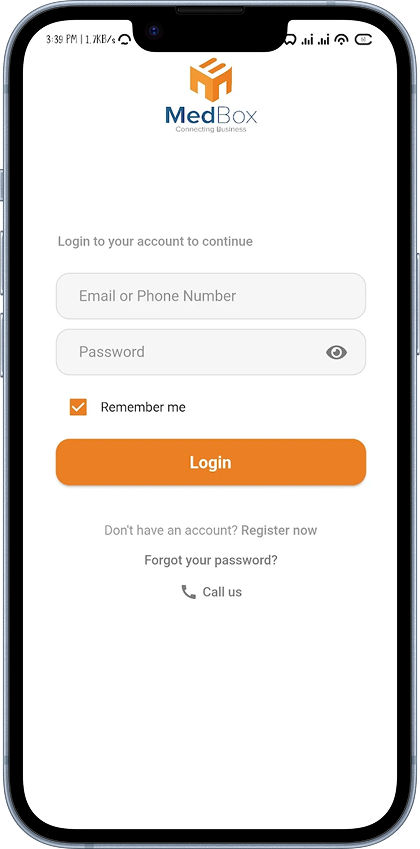 3:39 PM | 1.7KB/s
MedBox
Connecting Business
Login to your account to continue
Email or Phone Number
Password
Remember me
Login
Don't have an account? Register now
Forgot your password?
Call us